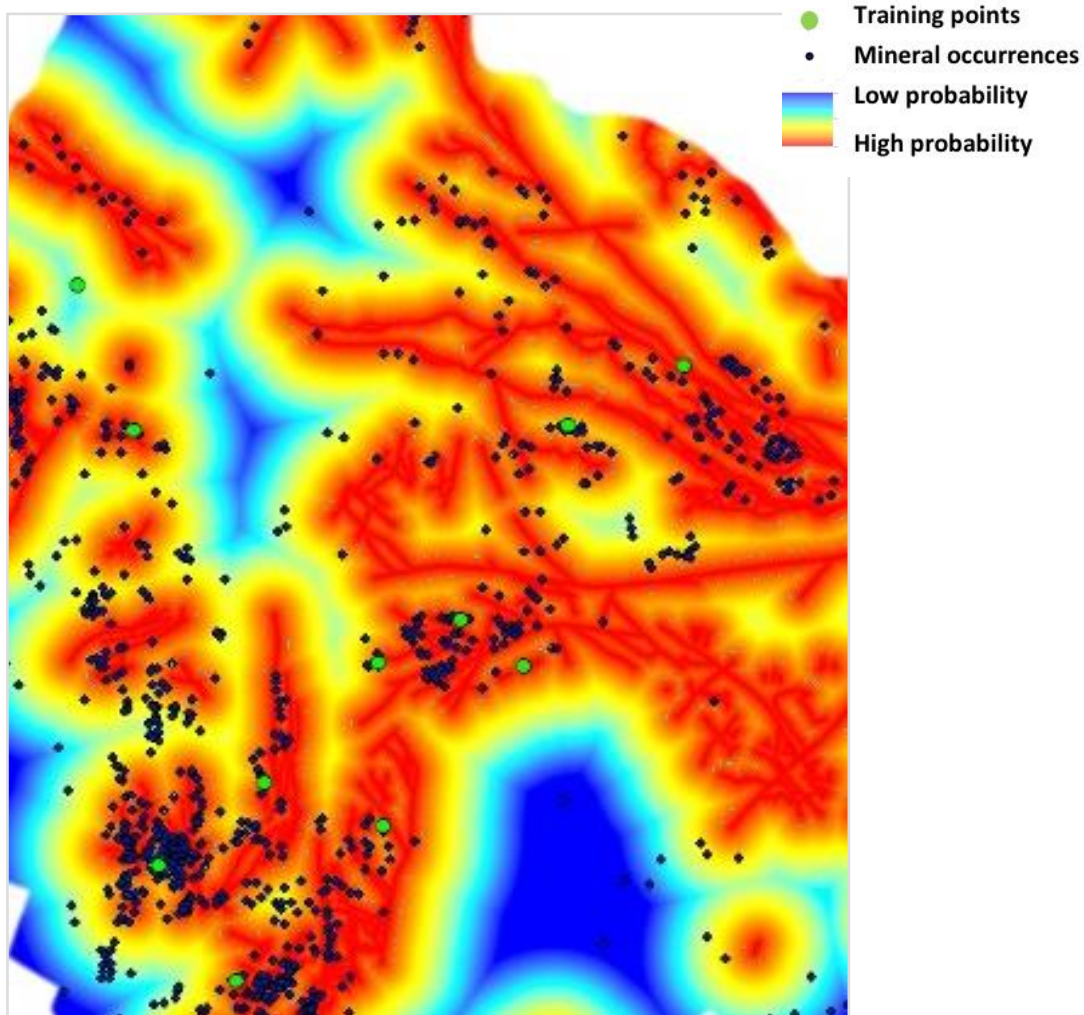 Training points
Mineral occurrences
Low probability
High probability